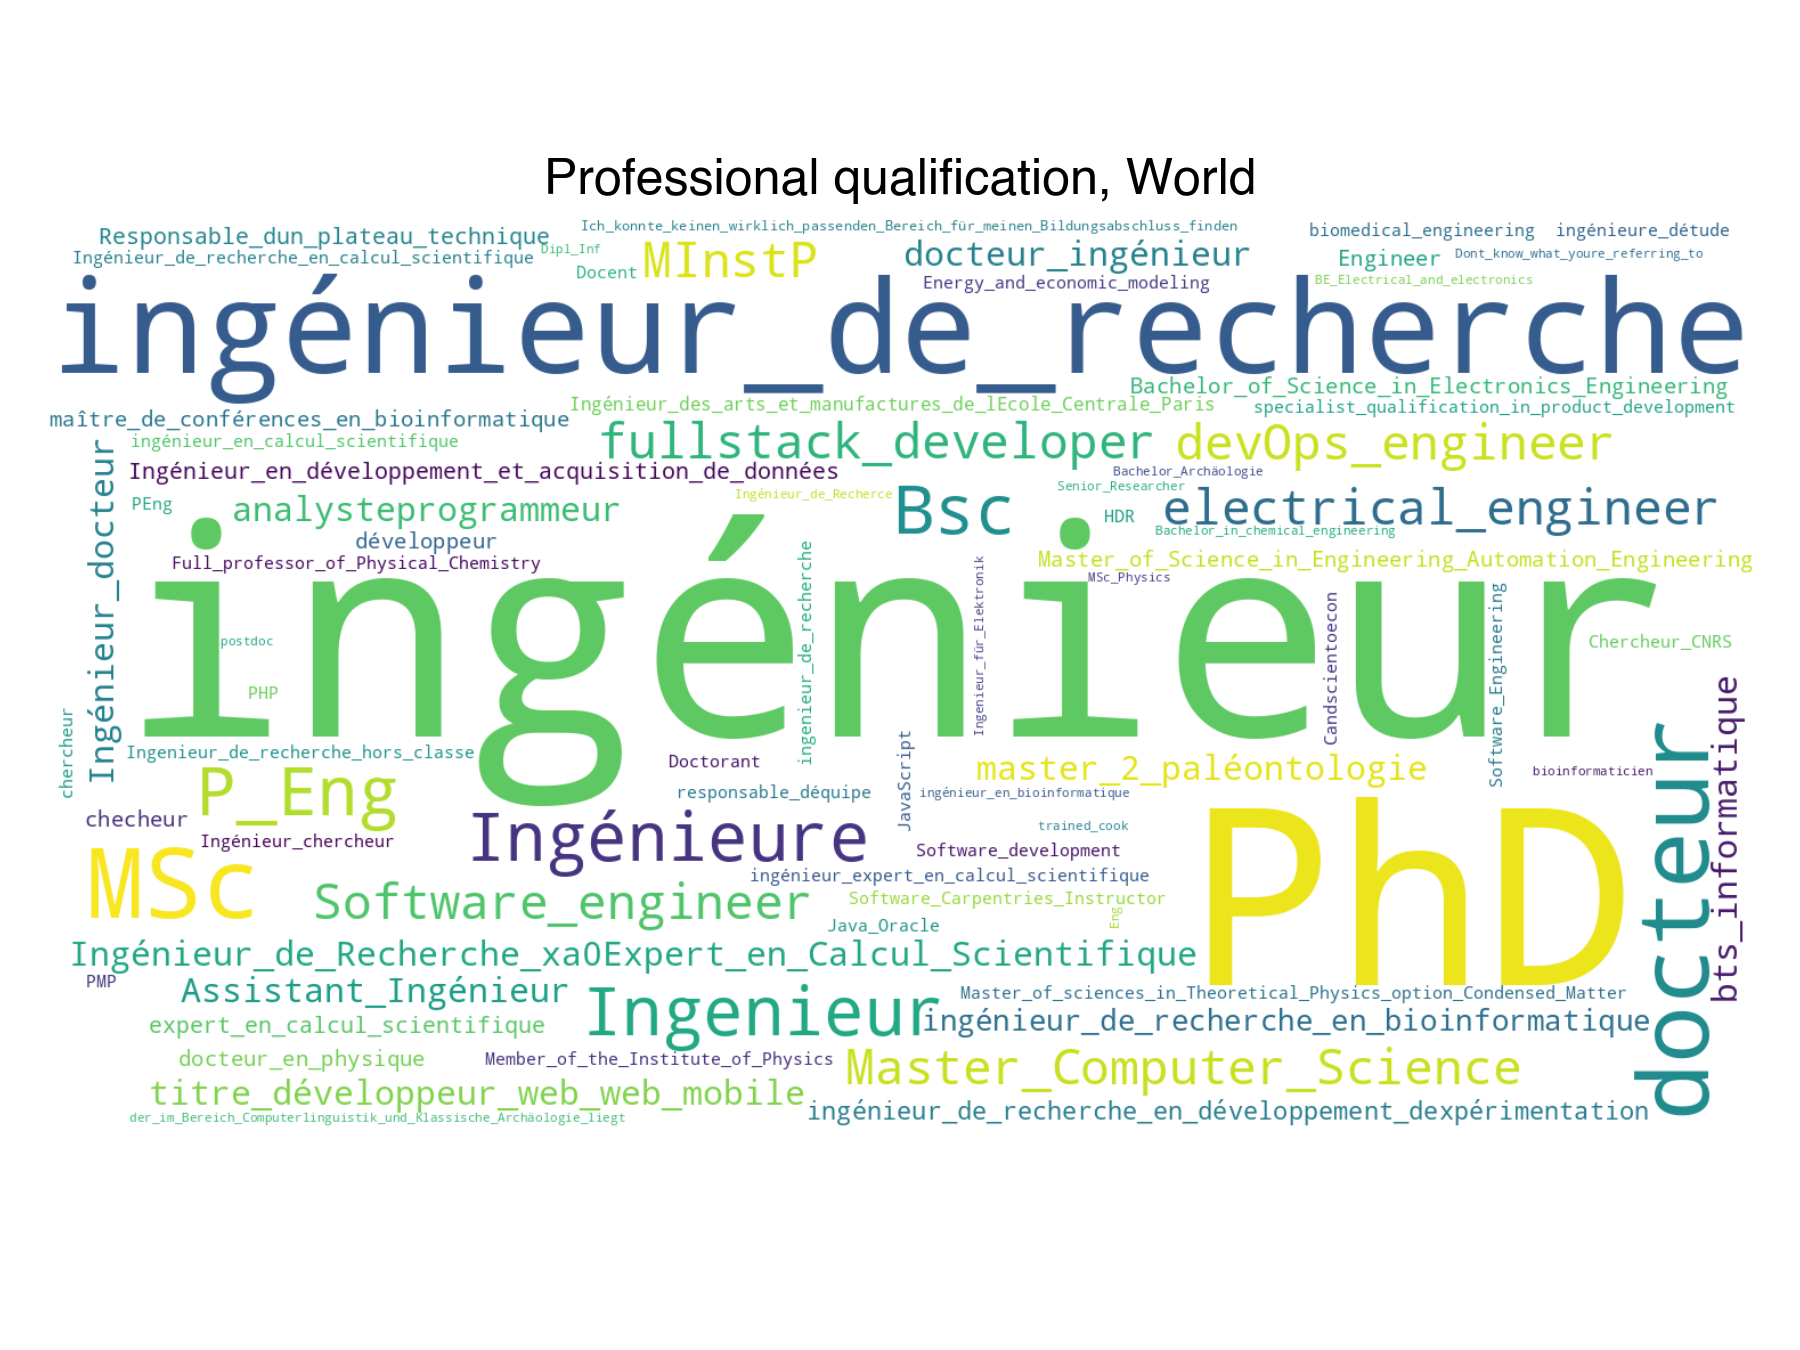 Professional qualification, World
Ich_konnte_keinen_wirklich_passenden_Bereich_für_meinen_Bildungsabschluss_finden
Responsable_dun_plateau_technique
Dipl_Inf
MInstP
docteur_ingénieur
biomedical_engineering
ingénieure_détude
Ingénieur_de_recherche_en_calcul_scientifique
Docent
Energy_and_economic_modeling
Engineer
Dont_know_what_youre_referring_to
BE_Electrical_and_electronics
ingénieur_de_recherche
Bachelor_of_Science_in_Electronics_Engineering
Ingénieur_des_arts_et_manufactures_de_lEcole_Centrale_Paris
specialist_qualification_in_product_development
maître_de_conférences_en_bioinformatique
ingénieur_en_calcul_scientifique
fullstack_developer
devOps_engineer
Ingénieur_docteur
Ingénieur_en_développement_et_acquisition_de_données
Bachelor_Archäologie
PEng
analysteprogrammeur
Ingénieur_de_Recherce
Bsc
Senior_Researcher
HDR
electrical_engineer
développeur
Bachelor_in_chemical_engineering
Full_professor_of_Physical_Chemistry
Master_of_Science_in_Engineering_Automation_Engineering
MSc_Physics
ingénieur
postdoc
PHP
ingenieur_de_recherche
Ingenieur_für_Elektronik
Candscientoecon
Software_Engineering
Chercheur_CNRS
chercheur
Ingenieur_de_recherche_hors_classe
Doctorant
JavaScript
master_2_paléontologie
bioinformaticien
bts_informatique
P_Eng
responsable_déquipe
ingénieur_en_bioinformatique
checheur
Ingénieur_chercheur
Ingénieure
trained_cook
Software_development
PhD
docteur
MSc
Software_engineer
ingénieur_expert_en_calcul_scientifique
Software_Carpentries_Instructor
Eng
Java_Oracle
Ingénieur_de_Recherche_xa0Expert_en_Calcul_Scientifique
PMP
Assistant_Ingénieur
Ingenieur
Master_of_sciences_in_Theoretical_Physics_option_Condensed_Matter
expert_en_calcul_scientifique
ingénieur_de_recherche_en_bioinformatique
docteur_en_physique
Member_of_the_Institute_of_Physics
Master_Computer_Science
titre_développeur_web_web_mobile
ingénieur_de_recherche_en_développement_dexpérimentation
der_im_Bereich_Computerlinguistik_und_Klassische_Archäologie_liegt